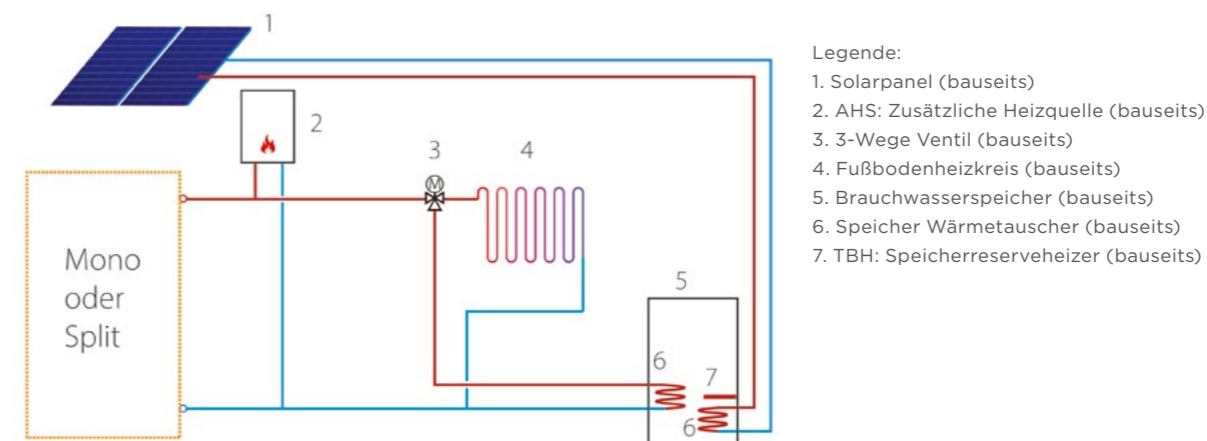 1
2
3
4
Mono
oder
Split
5
6
7
6
M
Legende:
1. Solarpanel (bauseits)
2. AHS: Zusätzliche Heizquelle (bauseits)
3. 3-Wege Ventil (bauseits)
4. Fußbodenheizkreis (bauseits)
5. Brauchwasserspeicher (bauseits)
6. Speicher Wärmetauscher (bauseits)
7. TBH: Speicherreserveheizer (bauseits)